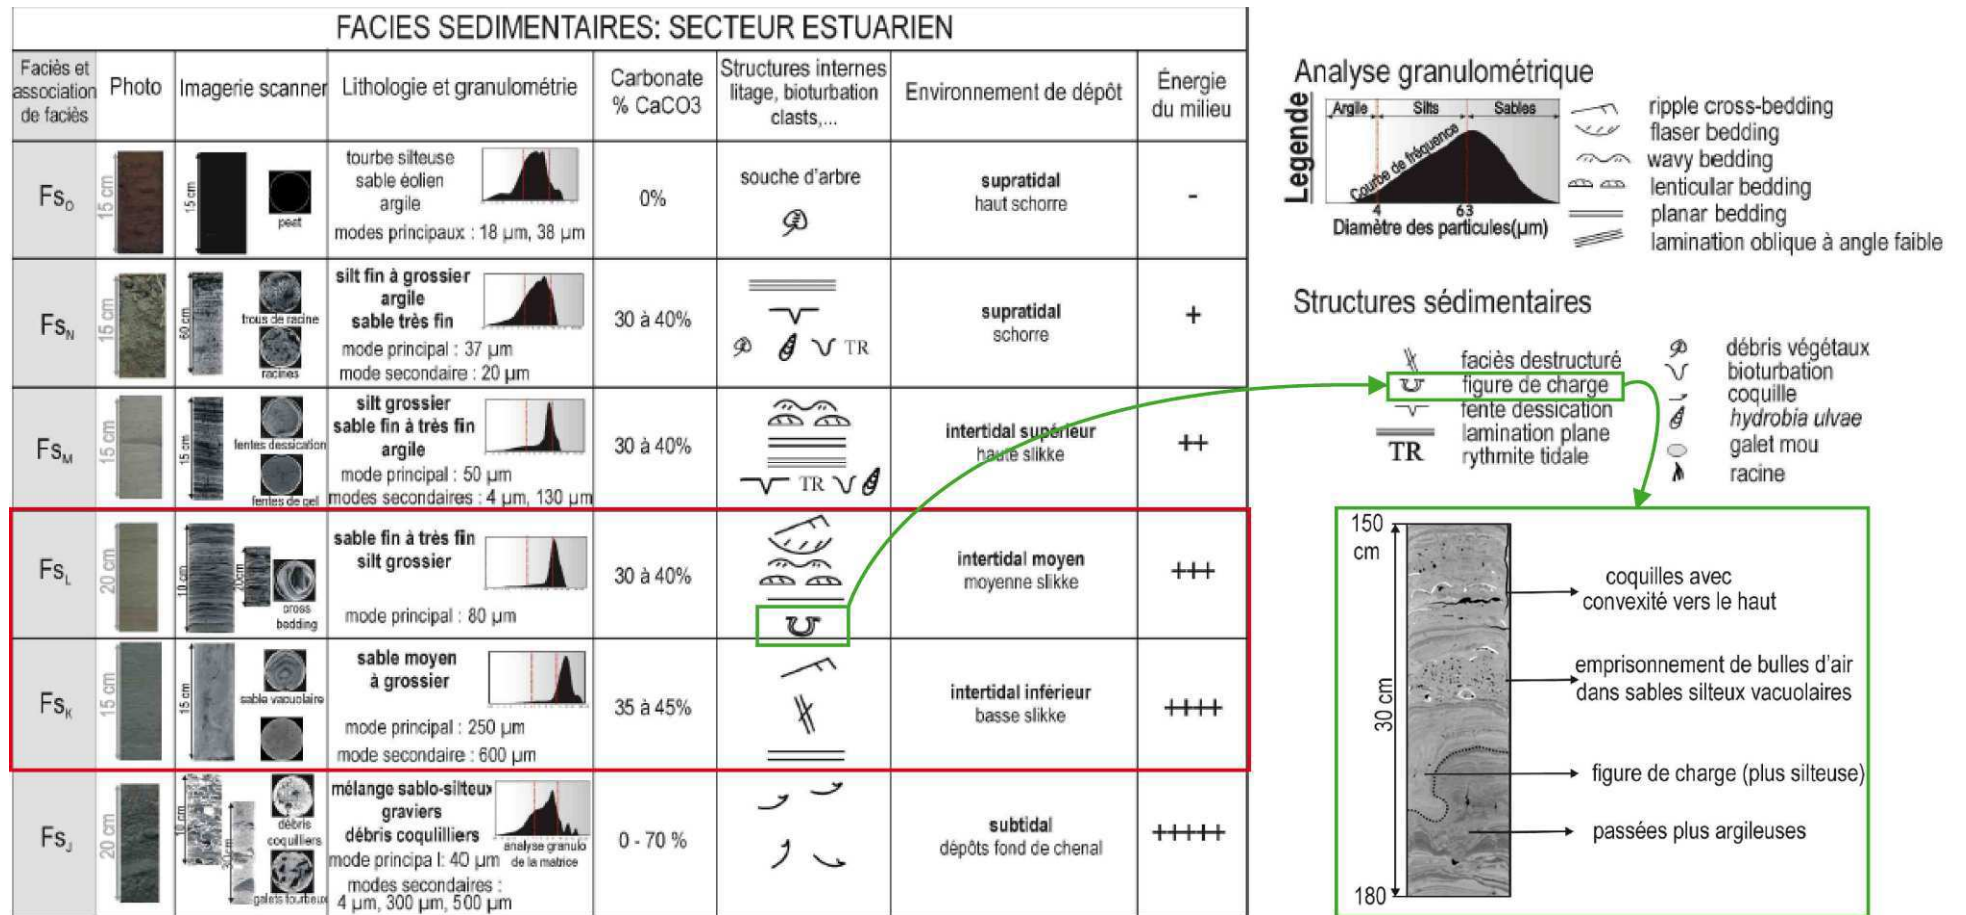 FACIES SEDIMENTAIRES: SECTEUR ESTUARIEN
Faciès et association de faciès
Photo
Imagerie scanner
Lithologie et granulométrie
Carbonate % CaCO3
Structures internes litage, bioturbation clasts,...
Environnement de dépôt
Énergie du milieu
FsO
15 cm
15 cm
peat
tourbe silteuse
sable éolien
argile
modes principaux : 18 µm, 38 µm
0%
souche d'arbre
supratidal
haut schorre
-
FsN
15 cm
60 cm
trous de racine
racines
silt fin à grossier
argile
sable très fin
mode principal : 37 µm
mode secondaire : 20 µm
30 à 40%
TR
supratidal
schorre
+
FsM
15 cm
15 cm
fentes dessication
fentes de gel
silt grossier
sable fin à très fin
argile
mode principal : 50 µm
modes secondaires : 4 µm, 130 µm
30 à 40%
TR
intertidal supérieur
haute slikke
++
FsL
20 cm
10 cm
20cm
cross
bedding
sable fin à très fin
silt grossier
mode principal : 80 µm
30 à 40%
intertidal moyen
moyenne slikke
+++
FsK
15 cm
15 cm
sable vacuolaire
sable moyen
à grossier
mode principal : 250 µm
mode secondaire : 600 µm
35 à 45%
intertidal inférieur
basse slikke
++++
FsJ
20 cm
10 cm
30cm
débris
coquilliers
galets tourbeux
mélange sablo-silteux
graviers
débris coquilliers
mode principa l: 40 µm
modes secondaires :
4 µm, 300 µm, 500 µm
analyse granulo
de la matrice
0 - 70 %
subtidal
dépôts fond de chenal
+++++
Analyse granulométrique
Legende
Argile
Silts
Sables
Courbe de fréquence
4
63
Diamètre des particules(µm)
ripple cross-bedding
flaser bedding
wavy bedding
lenticular bedding
planar bedding
lamination oblique à angle faible
Structures sédimentaires
faciès destructuré
figure de charge
fente dessication
lamination plane
TR rythmite tidale
débris végétaux
bioturbation
coquille
hydrobia ulvae
galet mou
racine
150
cm
30 cm
180
coquilles avec
convexité vers le haut
emprisonnement de bulles d'air
dans sables silteux vacuolaires
figure de charge (plus silteuse)
passées plus argileuses